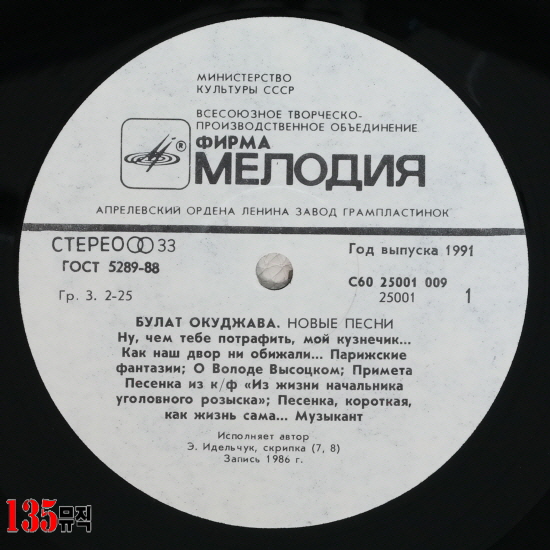 МИНИСТЕРСТВО
КУЛЬТУРЫ СССР
ВСЕСОЮЗНОЕ ТВОРЧЕСКО-
ПРОИЗВОДСТВЕННОЕ ОБЪЕДИНЕНИЕ
®
ФИРМА
МЕЛОДИЯ
АПРЕЛЕВСКИЙ ОРДЕНА ЛЕНИНА ЗАВОД ГРАМПЛАСТИНОК
СТЕРЕО 33
Год выпуска 1991
ГОСТ 5289-88
С60 25001 009
Гр. 3. 2-25
25001
1
БУЛАТ ОКУДЖАВА. НОВЫЕ ПЕСНИ
Ну, чем тебе потрафить, мой кузнечик...
Как наш двор ни обижали... Парижские
фантазии; О Володе Высоцком; Примета
Песенка из к/ф «Из жизни начальника
уголовного розыска»; Песенка, короткая,
как жизнь сама... Музыкант
Исполняет автор
Э. Идельчук, скрипка (7, 8)
Запись 1986 г.
135뮤직